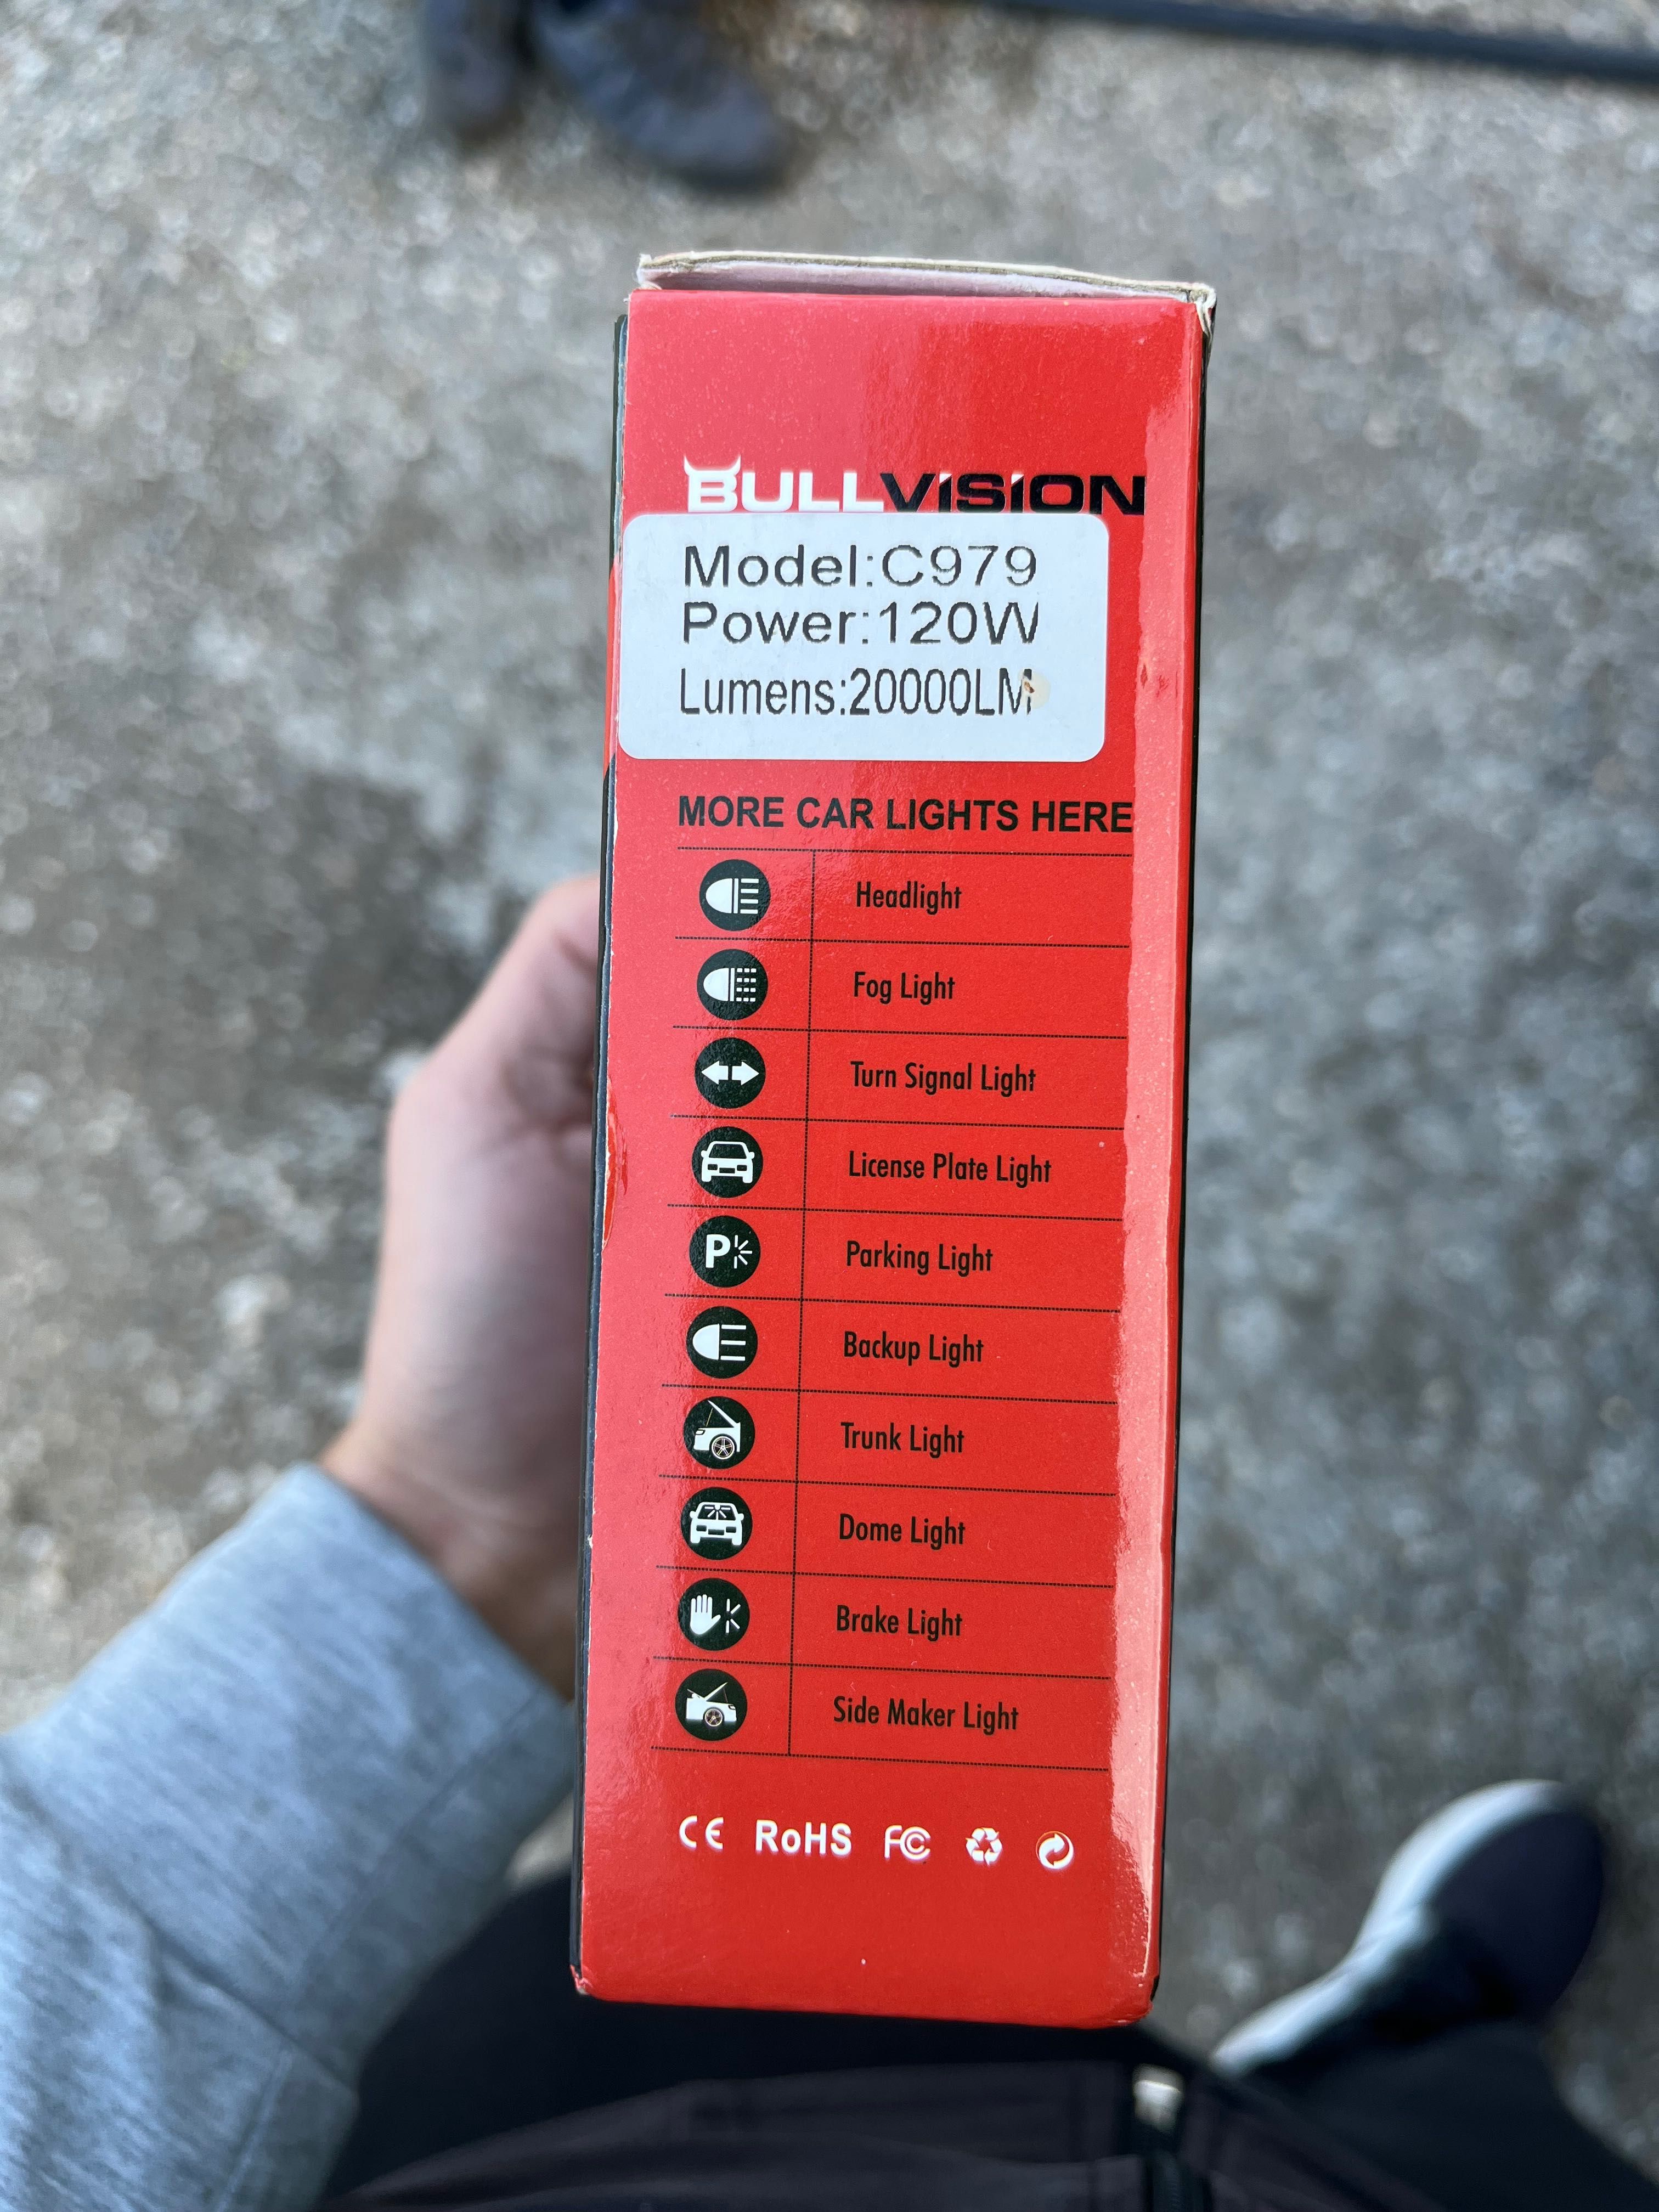 BULLVISION
Model:C979
Power:120W
Lumens:20000LM
MORE CAR LIGHTS HERE
Headlight
Fog Light
Turn Signal Light
License Plate Light
P
Parking Light
Backup Light
Trunk Light
Dome Light
Brake Light
Side Maker Light
CE RoHS FC